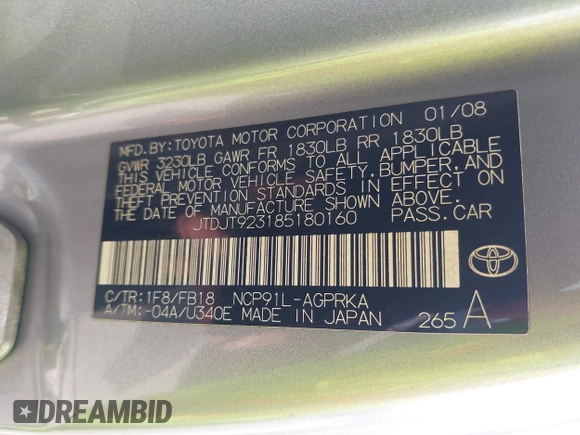 MFD.BY:TOYOTA MOTOR CORPORATION 01/08
GVWR 3230LB GAWR FR 1830LB RR 1830LB
THIS VEHICLE CONFORMS TO ALL APPLICABLE
FEDERAL MOTOR VEHICLE SAFETY,BUMPER,AND
THEFT PREVENTION STANDARDS IN EFFECT ON
THE DATE OF MANUFACTURE SHOWN ABOVE.
JTDJT923185180160 PASS.CAR
C/TR:1F8/FB18 NCP91L-AGPRKA
A/TM:-04A/U340E MADE IN JAPAN 265 A
DREAMBID